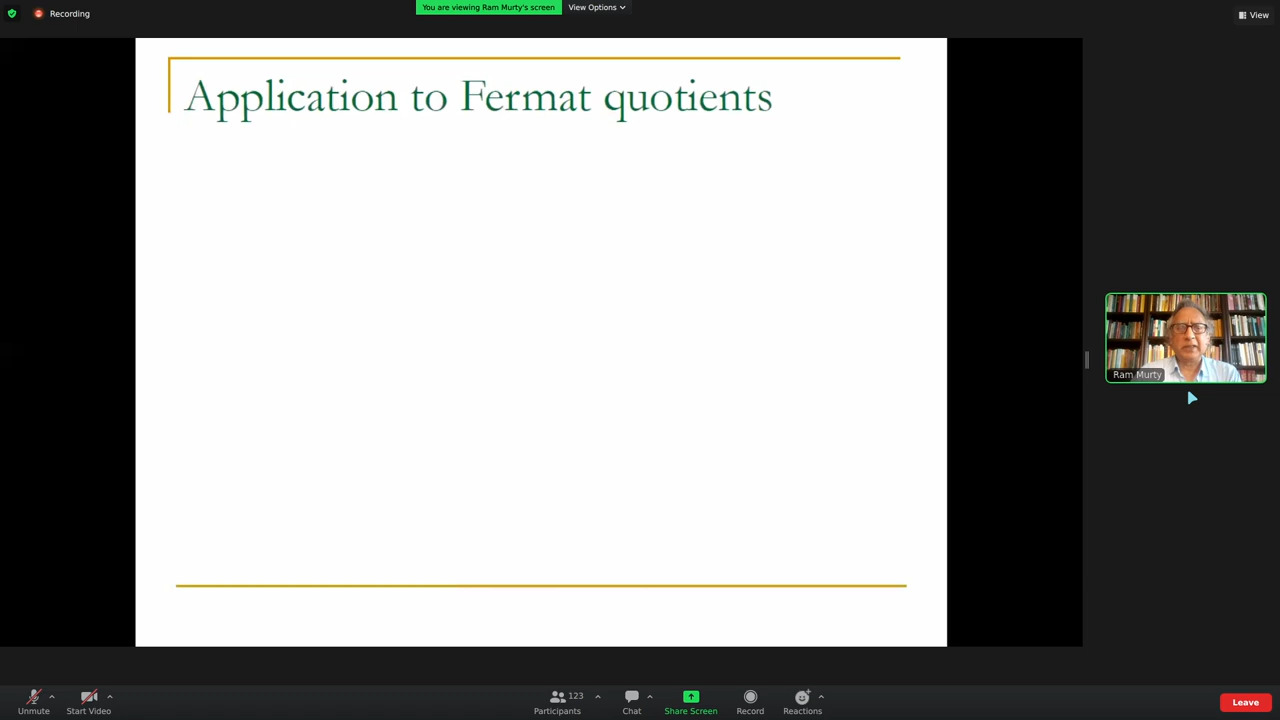 Recording
You are viewing Ram Murty's screen
View Options
View
Application to Fermat quotients
Ram Murty
Unmute
Start Video
123
Participants
Chat
Share Screen
Record
Reactions
Leave